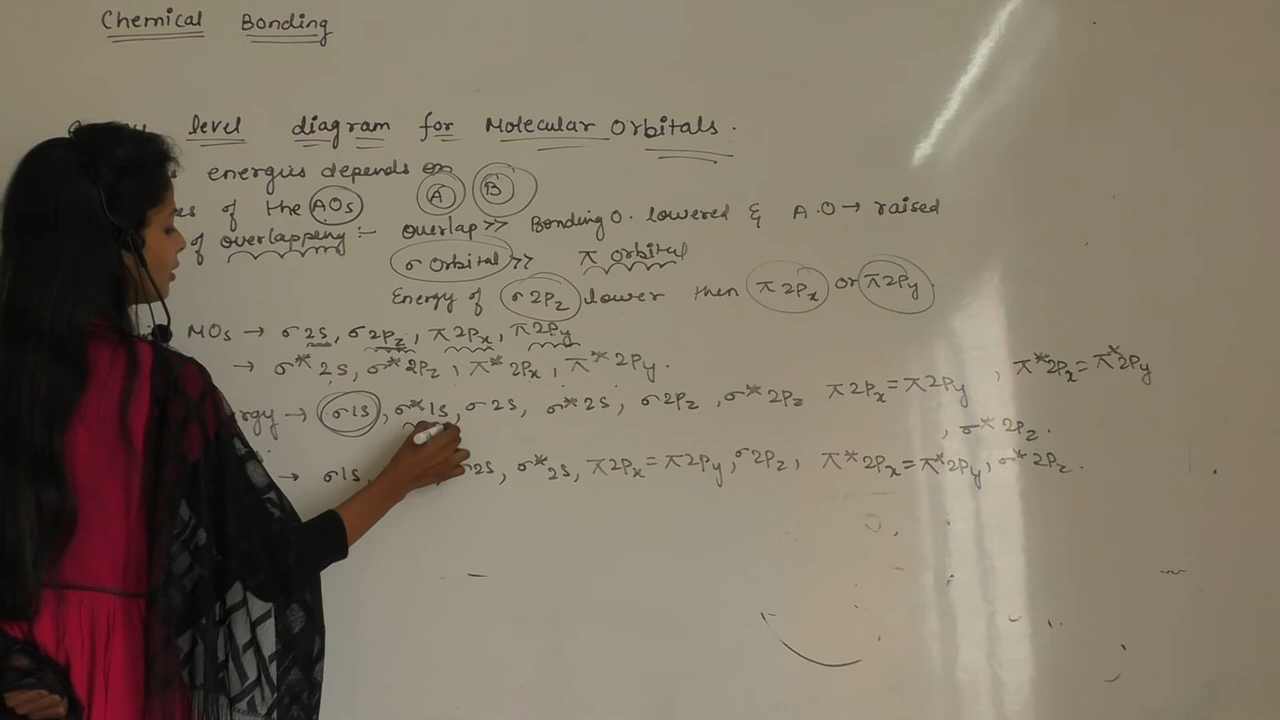 Chemical Bonding
level diagram for Molecular Orbitals.
energies depends on
of the AOs A B
of overlapping :- overlap >> Bonding O. lowered & A.O → raised
σ Orbital >> π orbital
Energy of σ2Pz lower then π2Px or π2Py
MOs → σ2s, σ2Pz, π2Px, π2Py
→ σ*2s, σ*2Pz, π*2Px, π*2Py.
→ σ1s, σ*1s, σ2s, σ*2s, σ2Pz, σ*2Pz π2Px = π2Py, π*2Px = π*2Py
, σ*2Pz.
→ σ1s, σ2s, σ*2s, π2Px = π2Py, σ2Pz, π*2Px = π*2Py, σ*2Pz.